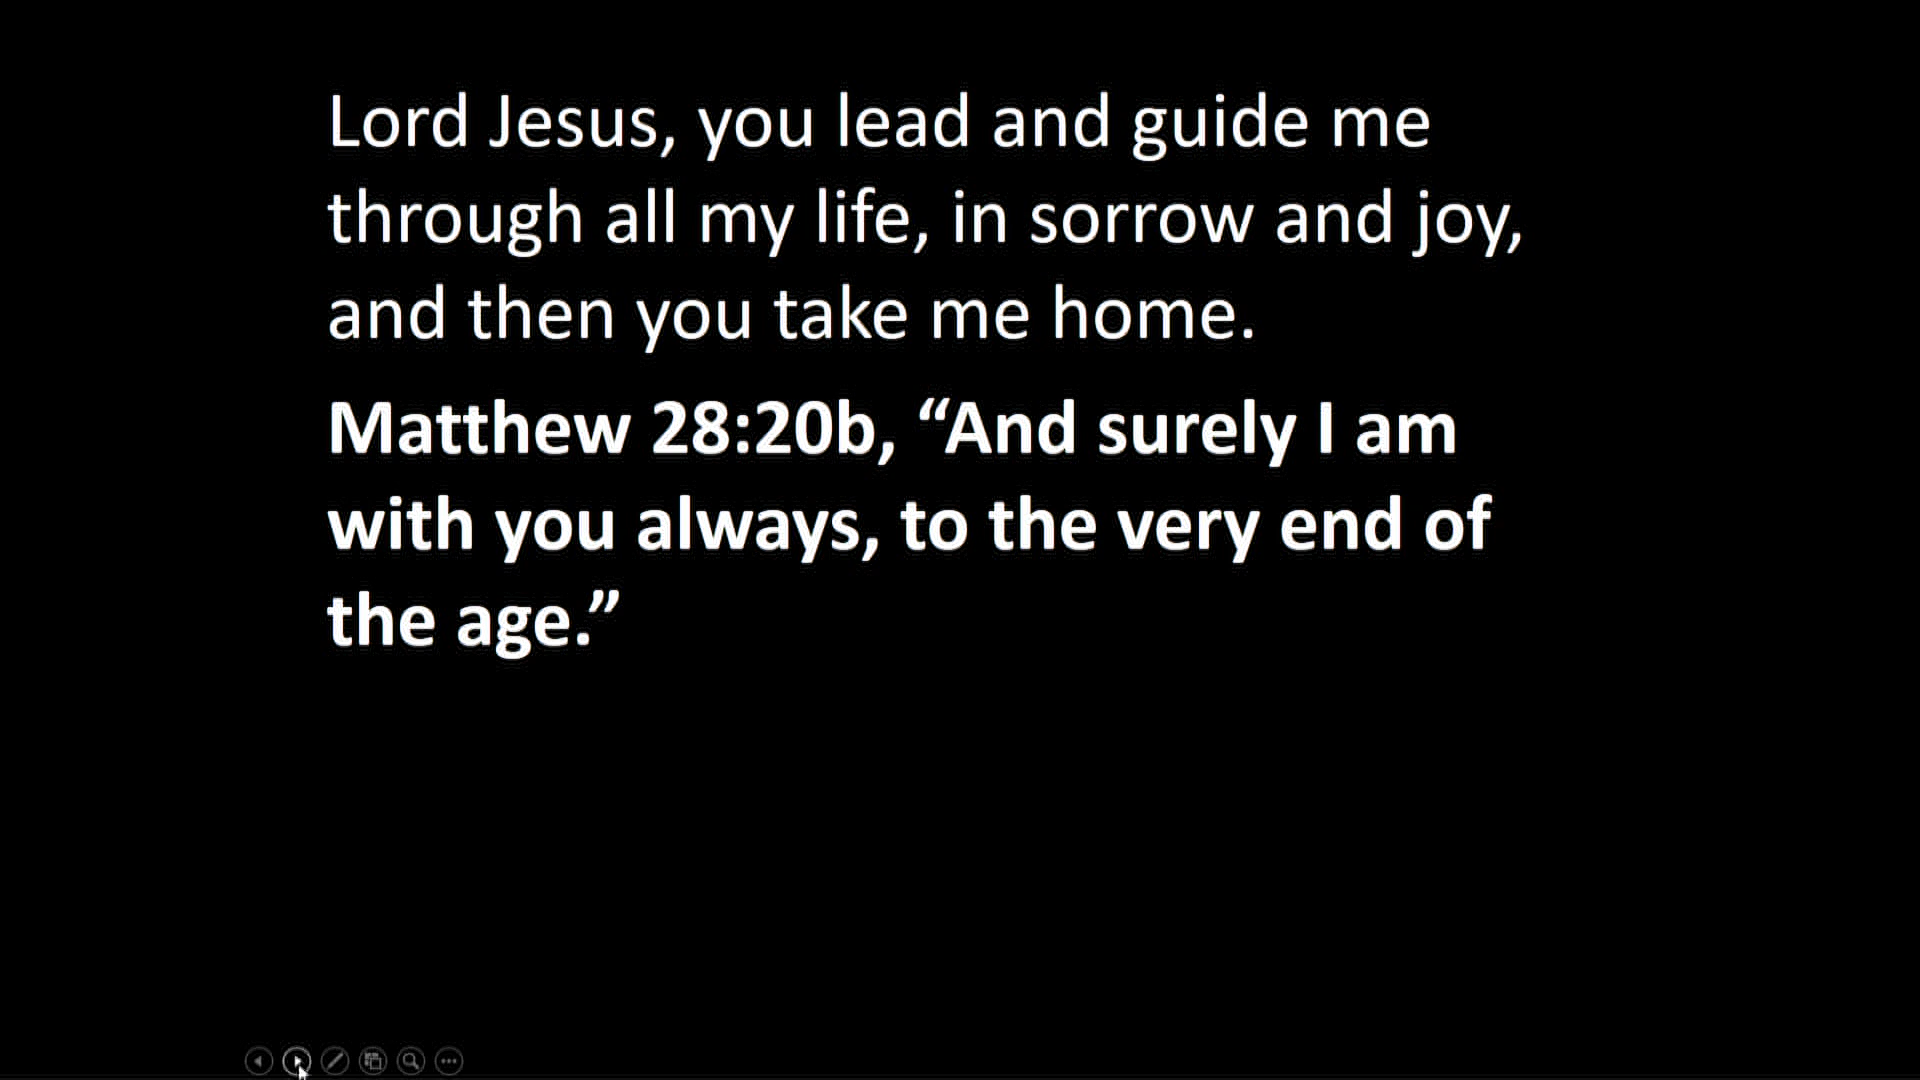 Lord Jesus, you lead and guide me
through all my life, in sorrow and joy,
and then you take me home.
Matthew 28:20b, “And surely I am
with you always, to the very end of
the age.”